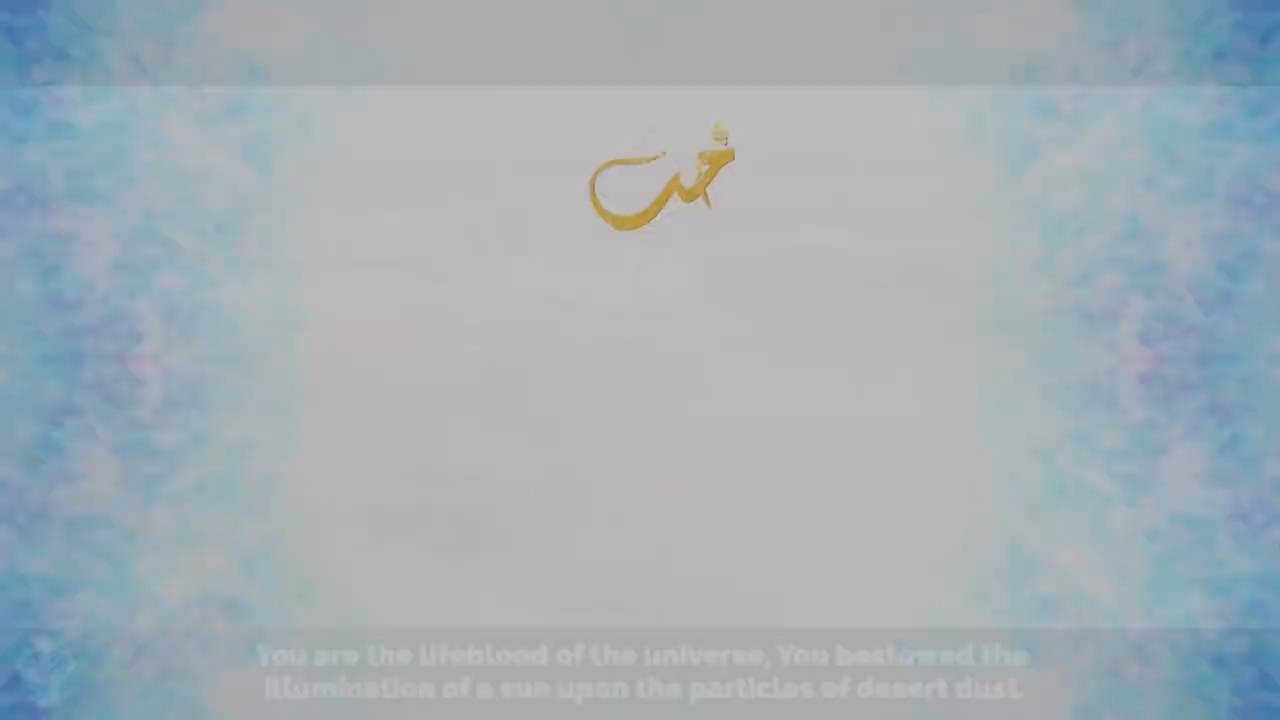 You are the lifeblood of the universe, You bestowed the
illumination of a sun upon the particles of desert dust.